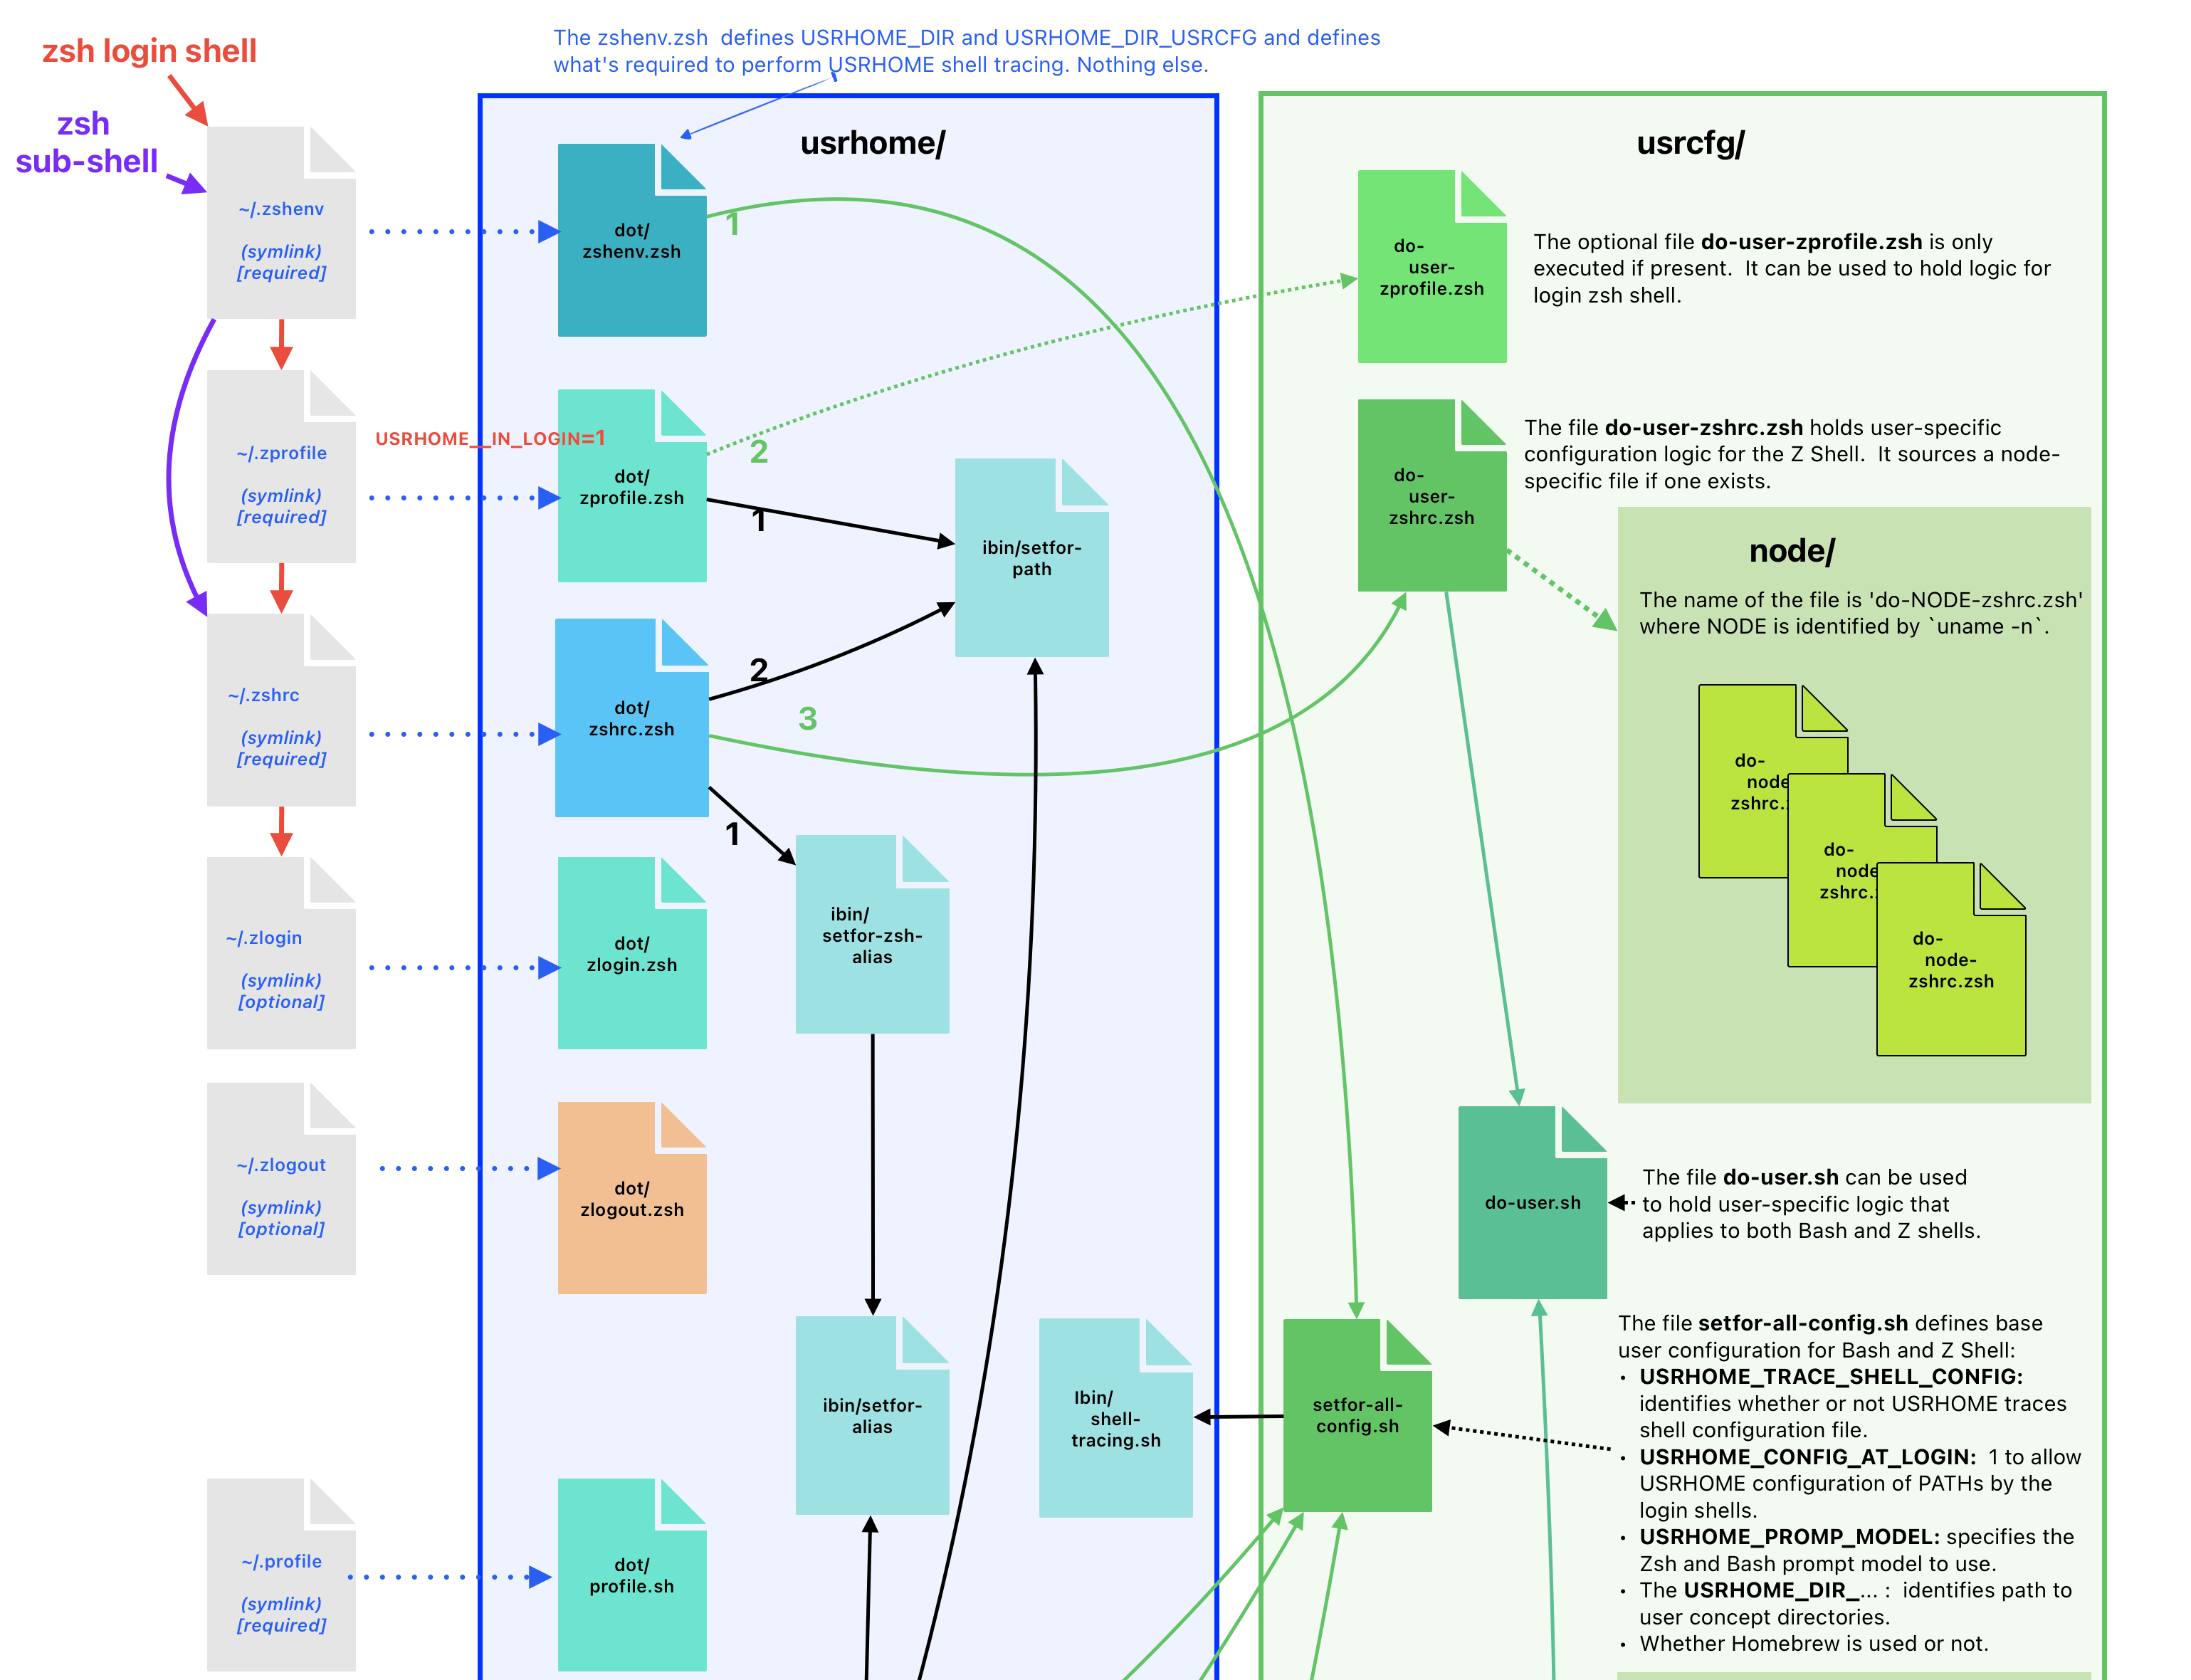 The zshenv.zsh  defines USRHOME_DIR and USRHOME_DIR_USRCFG and defines
what's required to perform USRHOME shell tracing. Nothing else.
zsh login shell
zsh
sub-shell
~/.zshenv
(symlink)
[required]
~/.zprofile
(symlink)
[required]
USRHOME__IN_LOGIN=1
~/.zshrc
(symlink)
[required]
~/.zlogin
(symlink)
[optional]
~/.zlogout
(symlink)
[optional]
~/.profile
(symlink)
[required]
usrhome/
dot/
zshenv.zsh
1
dot/
zprofile.zsh
2
1
ibin/setfor-
path
dot/
zshrc.zsh
2
3
1
dot/
zlogin.zsh
ibin/
setfor-zsh-
alias
dot/
zlogout.zsh
ibin/setfor-
alias
Ibin/
shell-
tracing.sh
dot/
profile.sh
usrcfg/
do-
user-
zprofile.zsh
The optional file do-user-zprofile.zsh is only
executed if present.  It can be used to hold logic for
login zsh shell.
do-
user-
zshrc.zsh
The file do-user-zshrc.zsh holds user-specific
configuration logic for the Z Shell.  It sources a node-
specific file if one exists.
node/
The name of the file is 'do-NODE-zshrc.zsh'
where NODE is identified by `uname -n`.
do-
node
zshrc.
do-
node
zshrc.
do-
node-
zshrc.zsh
do-user.sh
The file do-user.sh can be used
to hold user-specific logic that
applies to both Bash and Z shells.
setfor-all-
config.sh
The file setfor-all-config.sh defines base
user configuration for Bash and Z Shell:
• USRHOME_TRACE_SHELL_CONFIG:
identifies whether or not USRHOME traces
shell configuration file.
• USRHOME_CONFIG_AT_LOGIN:  1 to allow
USRHOME configuration of PATHs by the
login shells.
• USRHOME_PROMP_MODEL: specifies the
Zsh and Bash prompt model to use.
• The USRHOME_DIR_... :  identifies path to
user concept directories.
• Whether Homebrew is used or not.